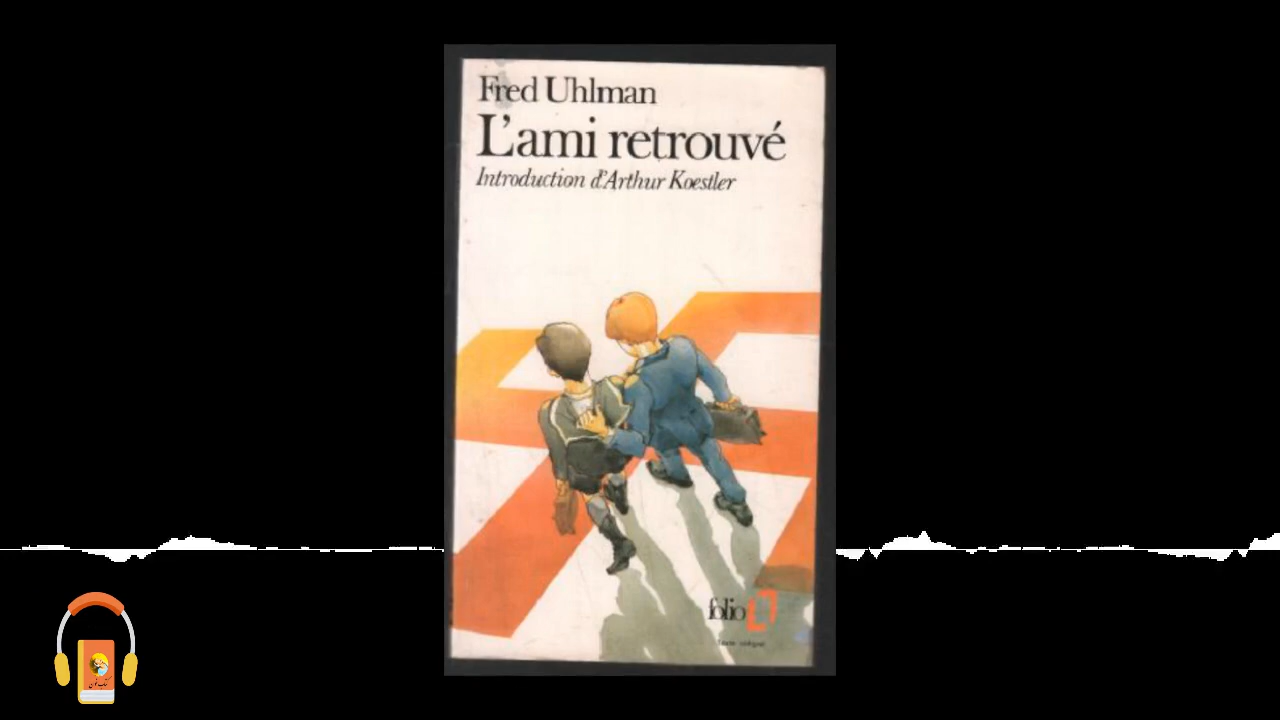 Fred Uhlman
L'ami retrouvé
Introduction d'Arthur Koestler
folio